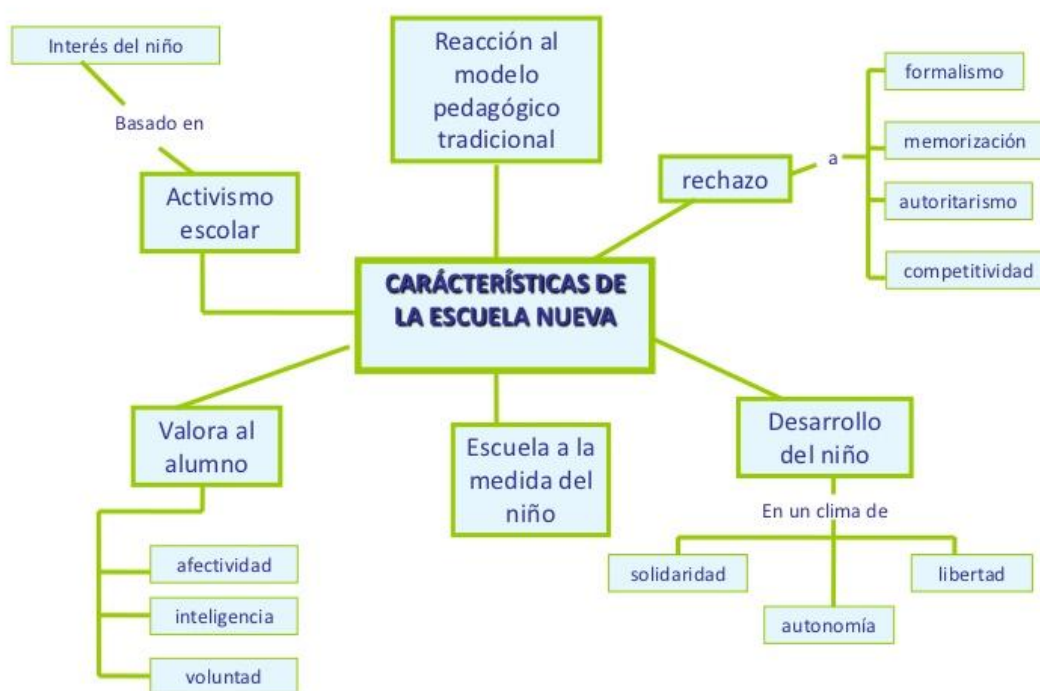 Interés del niño
Basado en
Activismo
escolar
Reacción al
modelo
pedagógico
tradicional
rechazo
a
formalismo
memorización
autoritarismo
competitividad
CARÁCTERÍSTICAS DE
LA ESCUELA NUEVA
Valora al
alumno
afectividad
inteligencia
voluntad
Escuela a la
medida del
niño
Desarrollo
del niño
En un clima de
solidaridad
autonomía
libertad